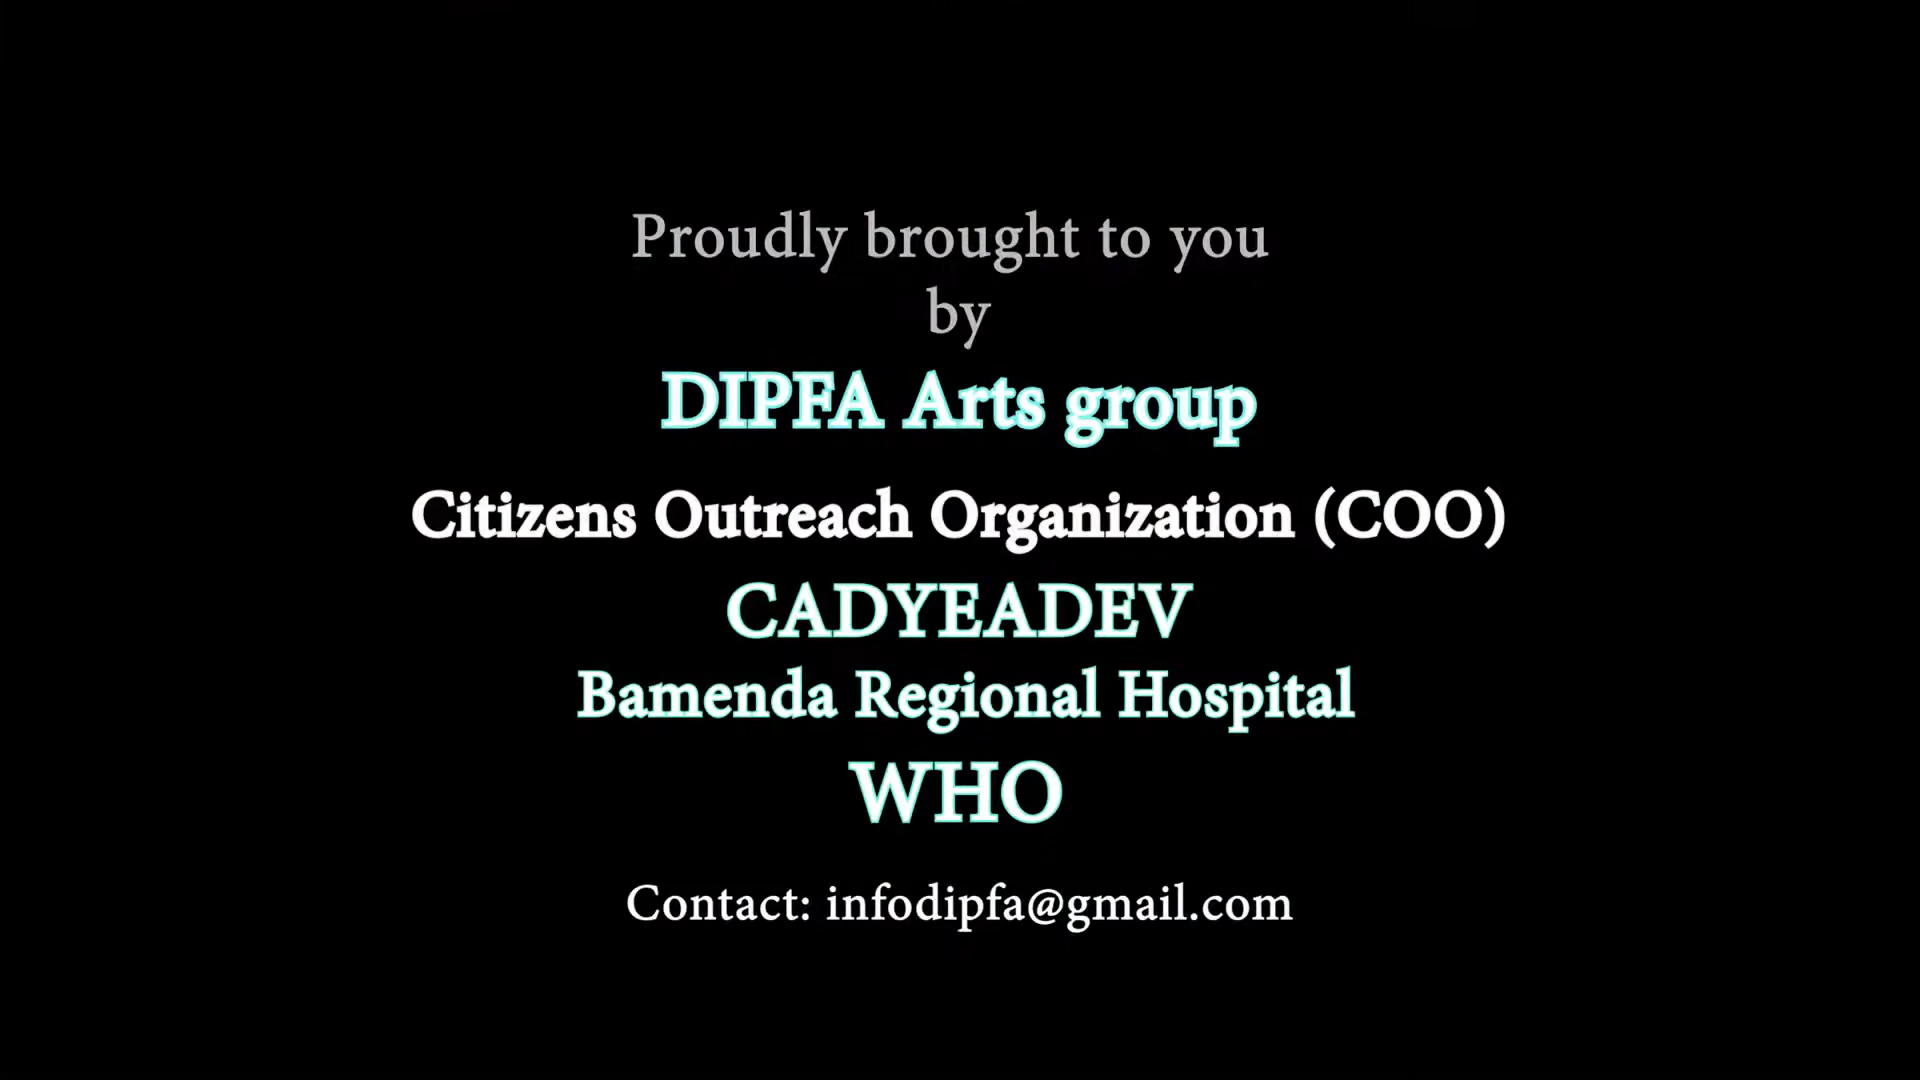 Proudly brought to you
by
DIPFA Arts group
Citizens Outreach Organization (COO)
CADYEADEV
Bamenda Regional Hospital
WHO
Contact: infodipfa@gmail.com